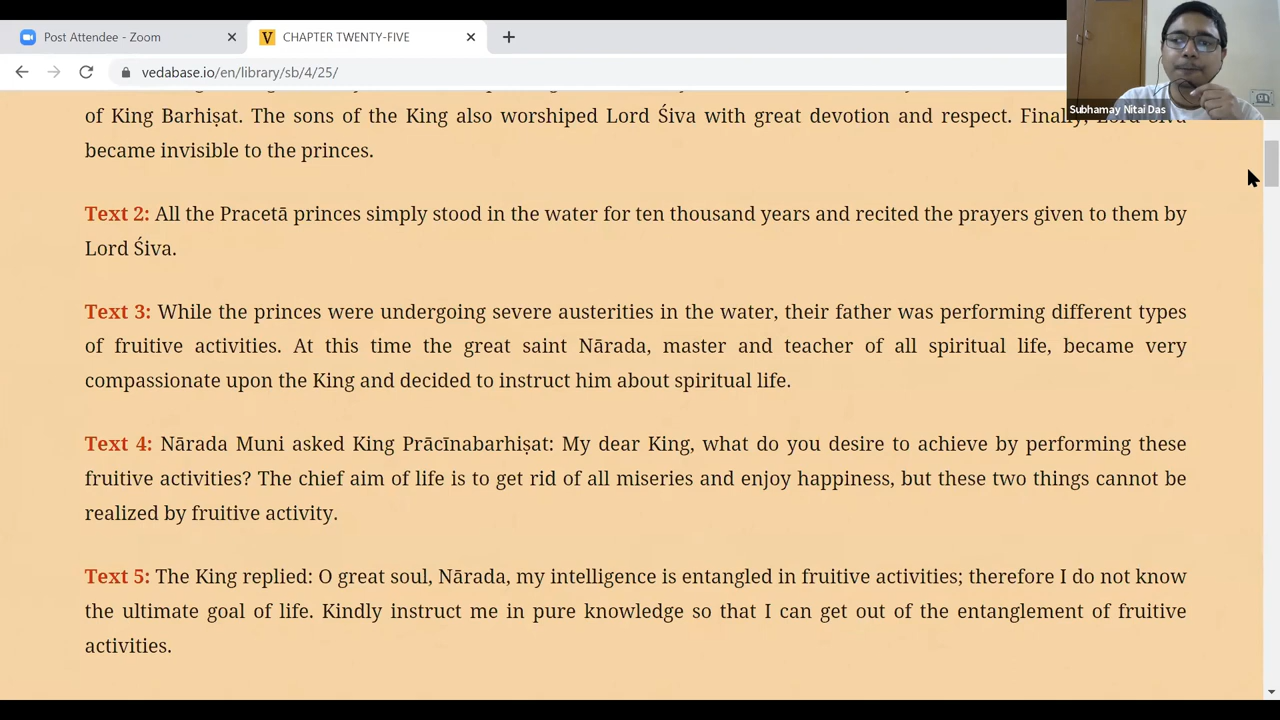 Post Attendee - Zoom
CHAPTER TWENTY-FIVE
vedabase.io/en/library/sb/4/25/
Subhamay Nitai Das
of King Barhiṣat. The sons of the King also worshiped Lord Śiva with great devotion and respect. Finally, Lord Śiva
became invisible to the princes.
Text 2: All the Pracetā princes simply stood in the water for ten thousand years and recited the prayers given to them by
Lord Śiva.
Text 3: While the princes were undergoing severe austerities in the water, their father was performing different types
of fruitive activities. At this time the great saint Nārada, master and teacher of all spiritual life, became very
compassionate upon the King and decided to instruct him about spiritual life.
Text 4: Nārada Muni asked King Prācīnabarhiṣat: My dear King, what do you desire to achieve by performing these
fruitive activities? The chief aim of life is to get rid of all miseries and enjoy happiness, but these two things cannot be
realized by fruitive activity.
Text 5: The King replied: O great soul, Nārada, my intelligence is entangled in fruitive activities; therefore I do not know
the ultimate goal of life. Kindly instruct me in pure knowledge so that I can get out of the entanglement of fruitive
activities.